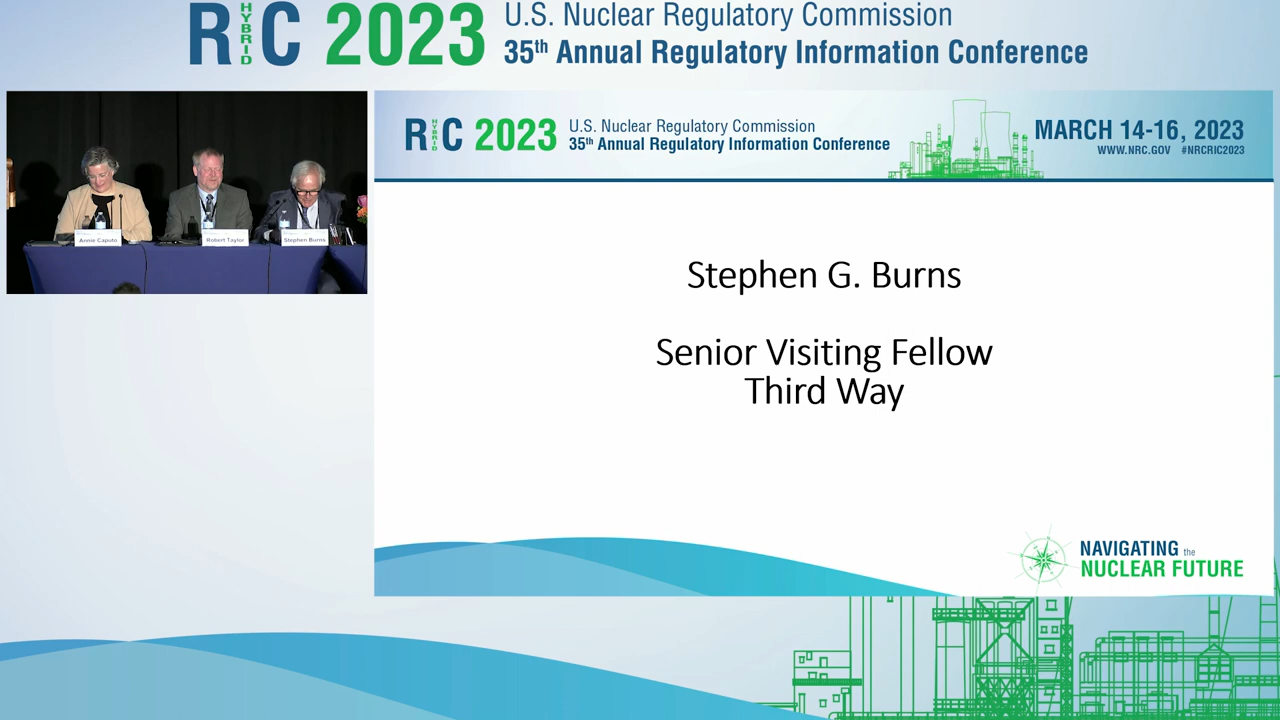 RIC 2023
HYBRID
U.S. Nuclear Regulatory Commission
35th Annual Regulatory Information Conference
RIC 2023
HYBRID
U.S. Nuclear Regulatory Commission
35th Annual Regulatory Information Conference
MARCH 14-16, 2023
WWW.NRC.GOV #NRCRIC2023
Annie Caputo
Robert Taylor
Stephen Burns
Stephen G. Burns
Senior Visiting Fellow
Third Way
NAVIGATING the
NUCLEAR FUTURE